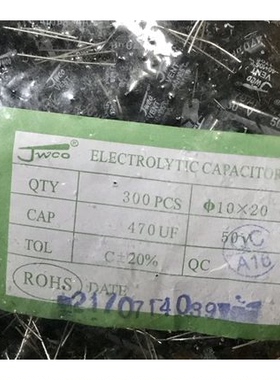 Jwco ELECTROLYTIC CAPACITOR
QTY 300 PCS Φ10×20
CAP 470 UF 50V
TOL C±20% QC C A16
ROHS DATE